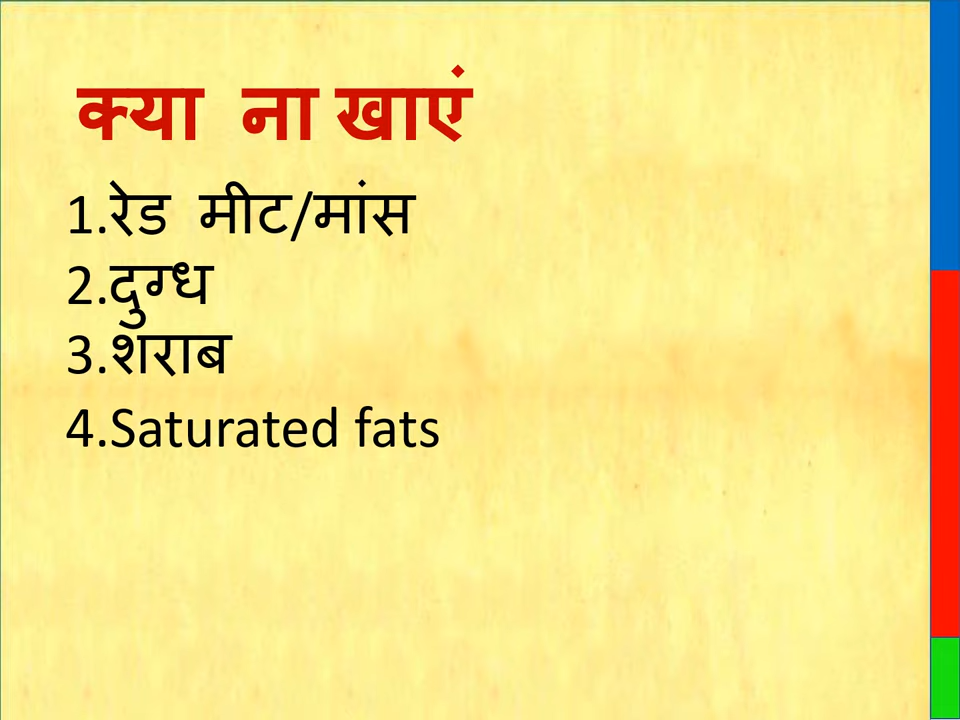 क्या ना खाएं
1.रेड मीट/मांस
2.दुग्ध
3.शराब
4.Saturated fats